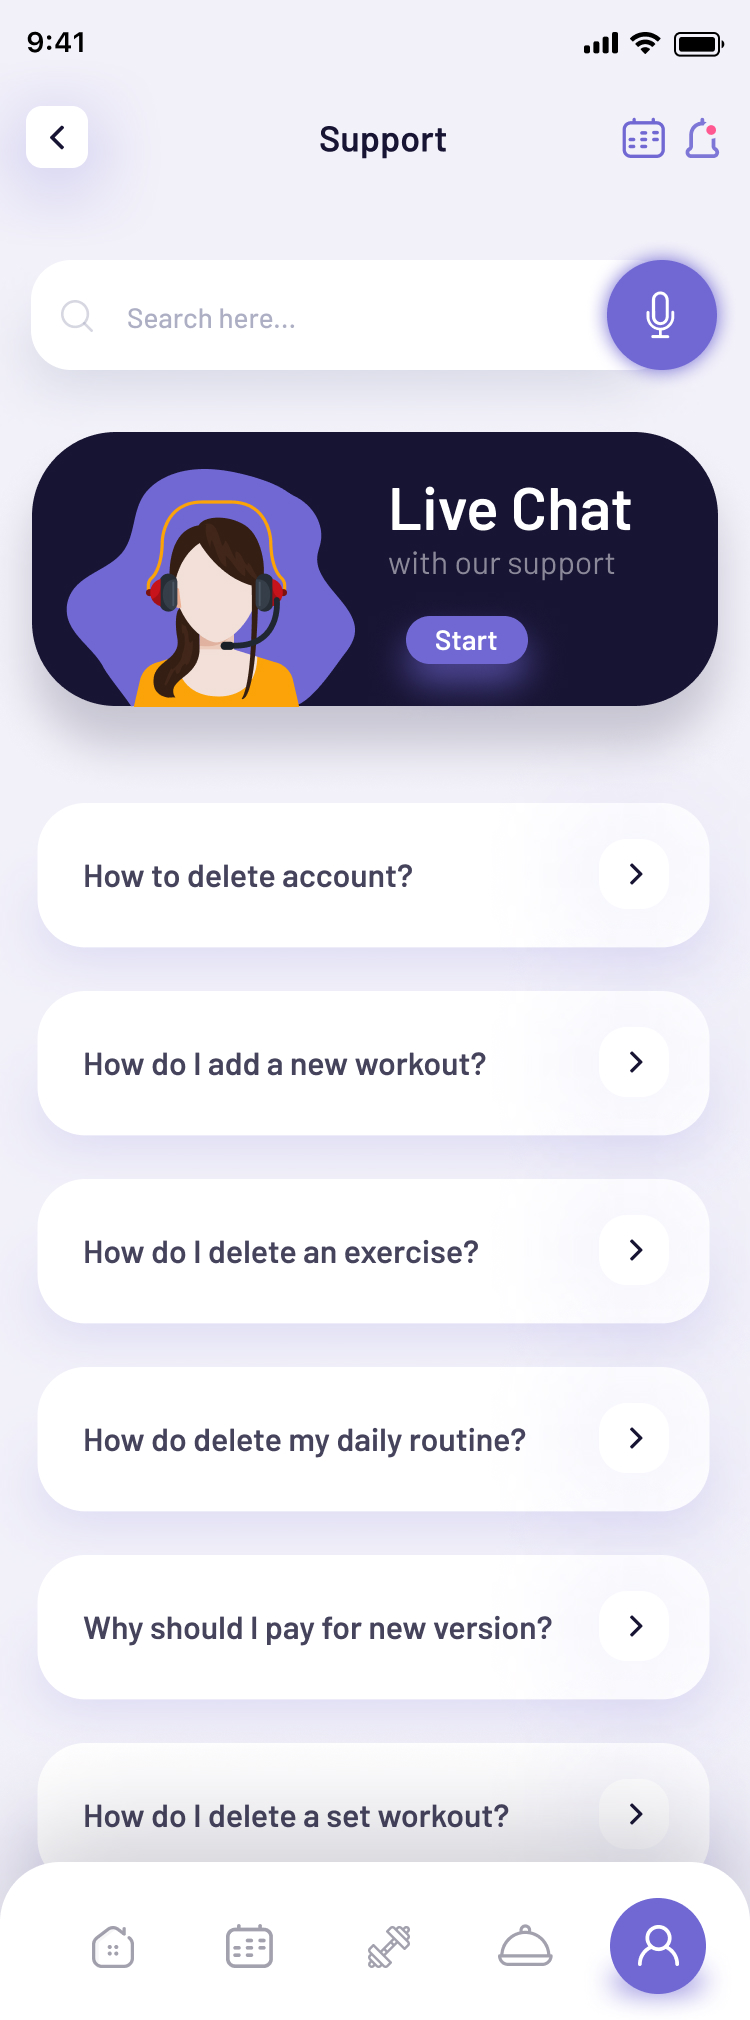 9:41
Support
Search here...
Live Chat
with our support
Start
How to delete account?
How do I add a new workout?
How do I delete an exercise?
How do delete my daily routine?
Why should I pay for new version?
How do I delete a set workout?